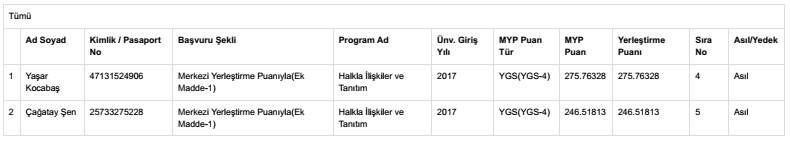 Tümü
Ad Soyad Kimlik / Pasaport No Başvuru Şekli Program Ad Ünv. Giriş Yılı MYP Puan Tür MYP Puan Yerleştirme Puanı Sıra No Asıl/Yedek
1 Yaşar Kocabaş 47131524906 Merkezi Yerleştirme Puanıyla(Ek Madde-1) Halkla İlişkiler ve Tanıtım 2017 YGS(YGS-4) 275.76328 275.76328 4 Asıl
2 Çağatay Şen 25733275228 Merkezi Yerleştirme Puanıyla(Ek Madde-1) Halkla İlişkiler ve Tanıtım 2017 YGS(YGS-4) 246.51813 246.51813 5 Asıl